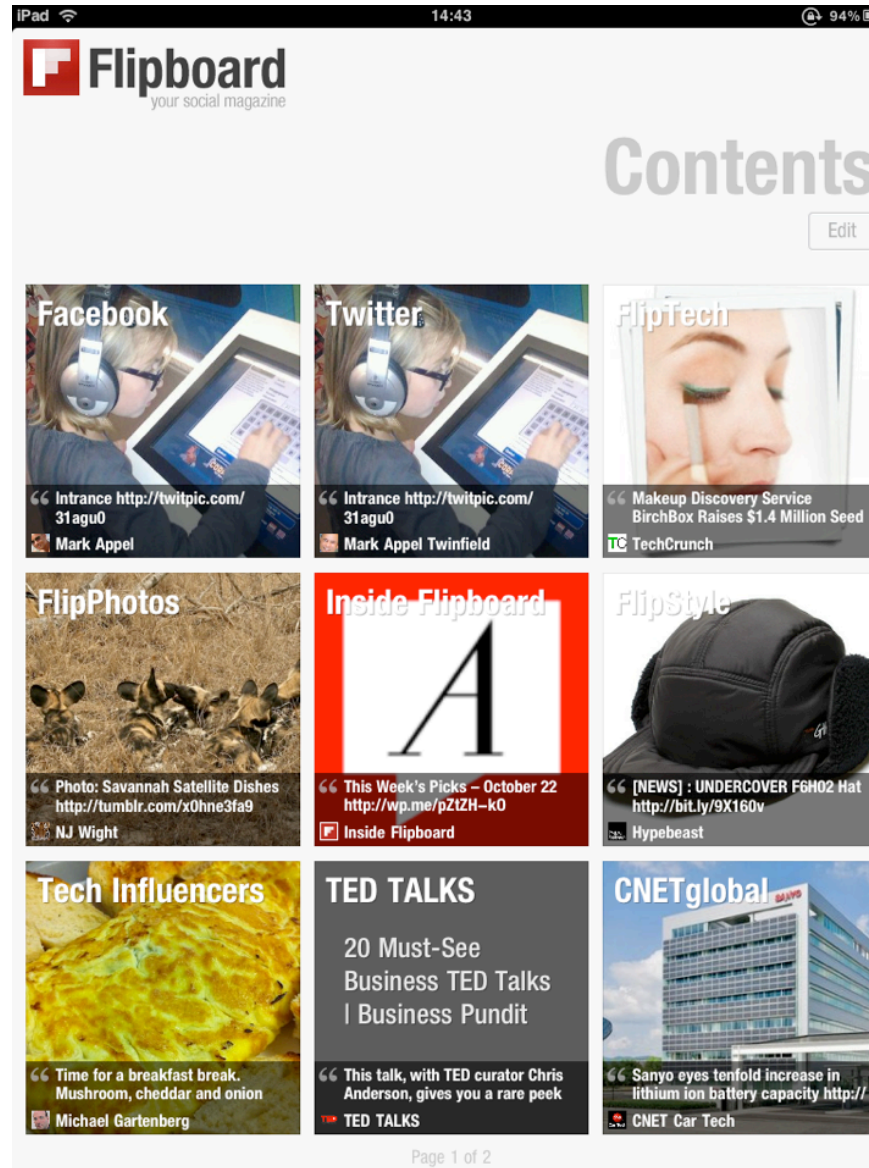 iPad
14:43
94%
Flipboard
your social magazine
Contents
Edit
Facebook
Intrance http://twitpic.com/
31agu0
Mark Appel
Twitter
Intrance http://twitpic.com/
31agu0
Mark Appel Twinfield
FlipTech
Makeup Discovery Service
BirchBox Raises $1.4 Million Seed
TC TechCrunch
FlipPhotos
Photo: Savannah Satellite Dishes
http://tumblr.com/x0hne3fa9
NJ Wight
Inside Flipboard
A
This Week's Picks – October 22
http://wp.me/pZtZH–kO
Inside Flipboard
FlipStyle
[NEWS] : UNDERCOVER F6H02 Hat
http://bit.ly/9X160v
Hypebeast
Tech Influencers
Time for a breakfast break.
Mushroom, cheddar and onion
Michael Gartenberg
TED TALKS
20 Must-See
Business TED Talks
| Business Pundit
This talk, with TED curator Chris
Anderson, gives you a rare peek
TED TALKS
CNETglobal
SANYO
Sanyo eyes tenfold increase in
lithium ion battery capacity http://
CNET Car Tech
Page 1 of 2